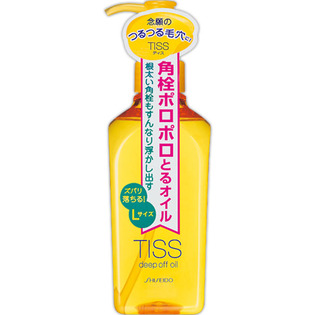 念願の
つるつる毛穴に!
TISS
ティス
角栓ポロポロとるオイル
根太い角栓もすんなり浮かし出す
ズバリ
落ちる!
Lサイズ
TISS
deep off oil
SHISEIDO